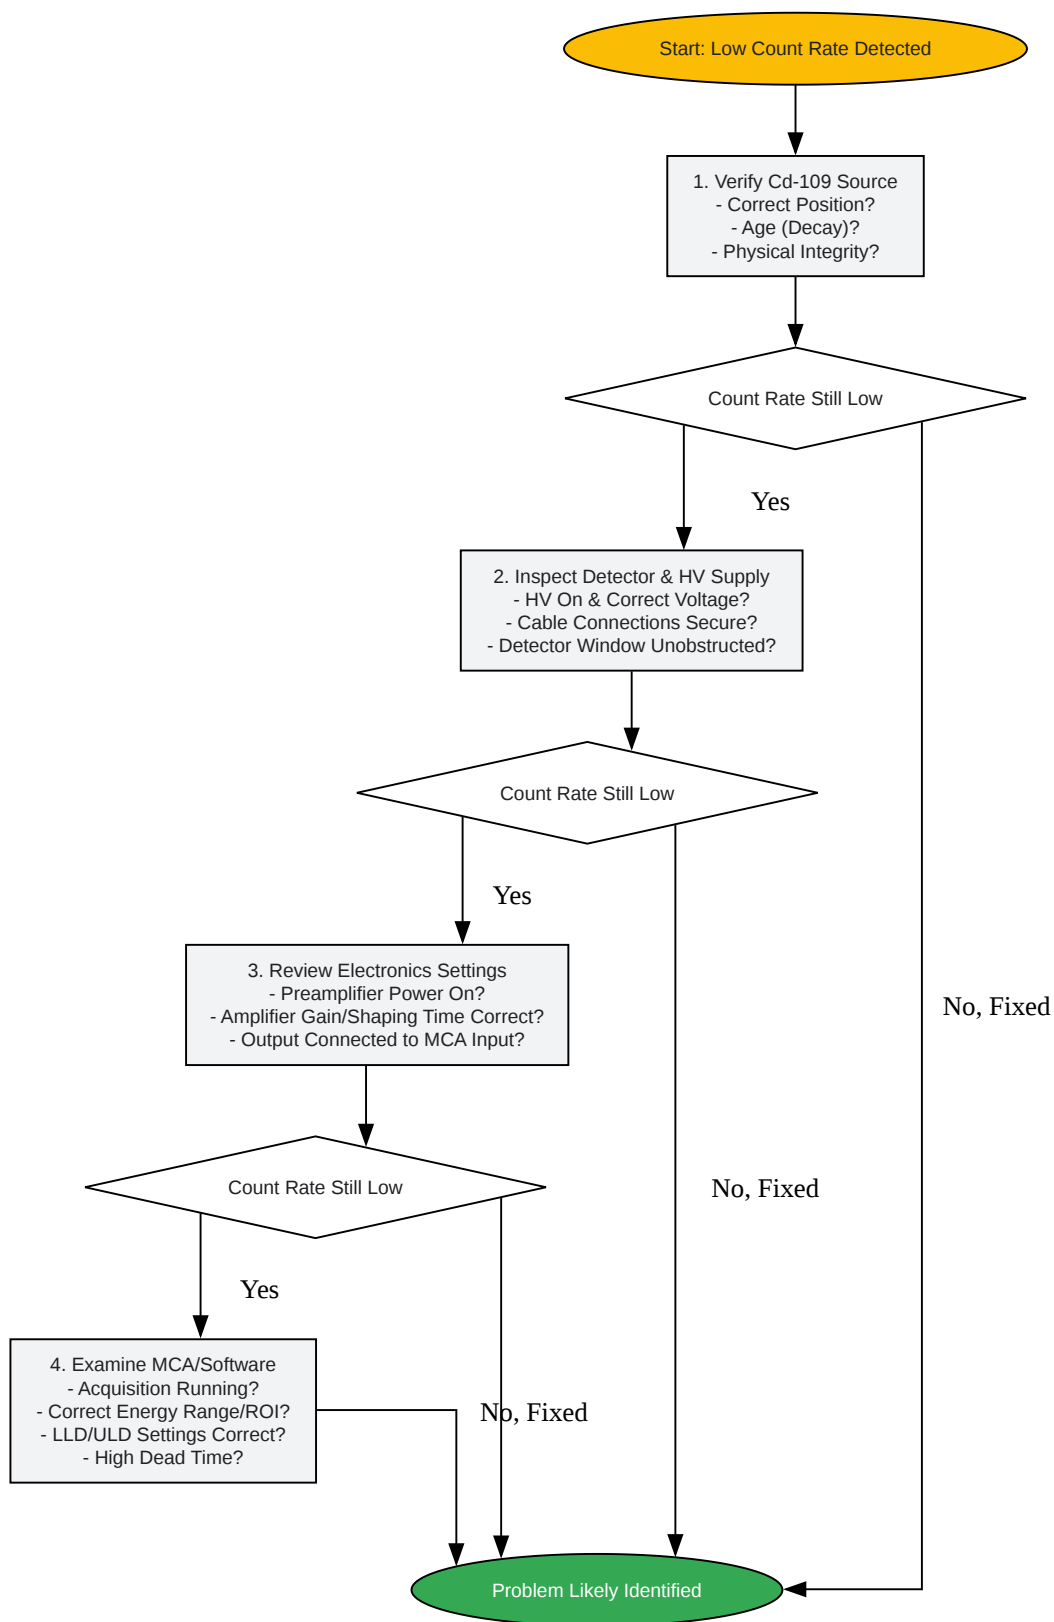 Start: Low Count Rate Detected
1. Verify Cd-109 Source
- Correct Position?
- Age (Decay)?
- Physical Integrity?
Count Rate Still Low
Yes
2. Inspect Detector & HV Supply
- HV On & Correct Voltage?
- Cable Connections Secure?
- Detector Window Unobstructed?
Count Rate Still Low
Yes
3. Review Electronics Settings
- Preamplifier Power On?
- Amplifier Gain/Shaping Time Correct?
- Output Connected to MCA Input?
No, Fixed
Count Rate Still Low
No, Fixed
Yes
4. Examine MCA/Software
- Acquisition Running?
- Correct Energy Range/ROI?
- LLD/ULD Settings Correct?
- High Dead Time?
No, Fixed
Problem Likely Identified